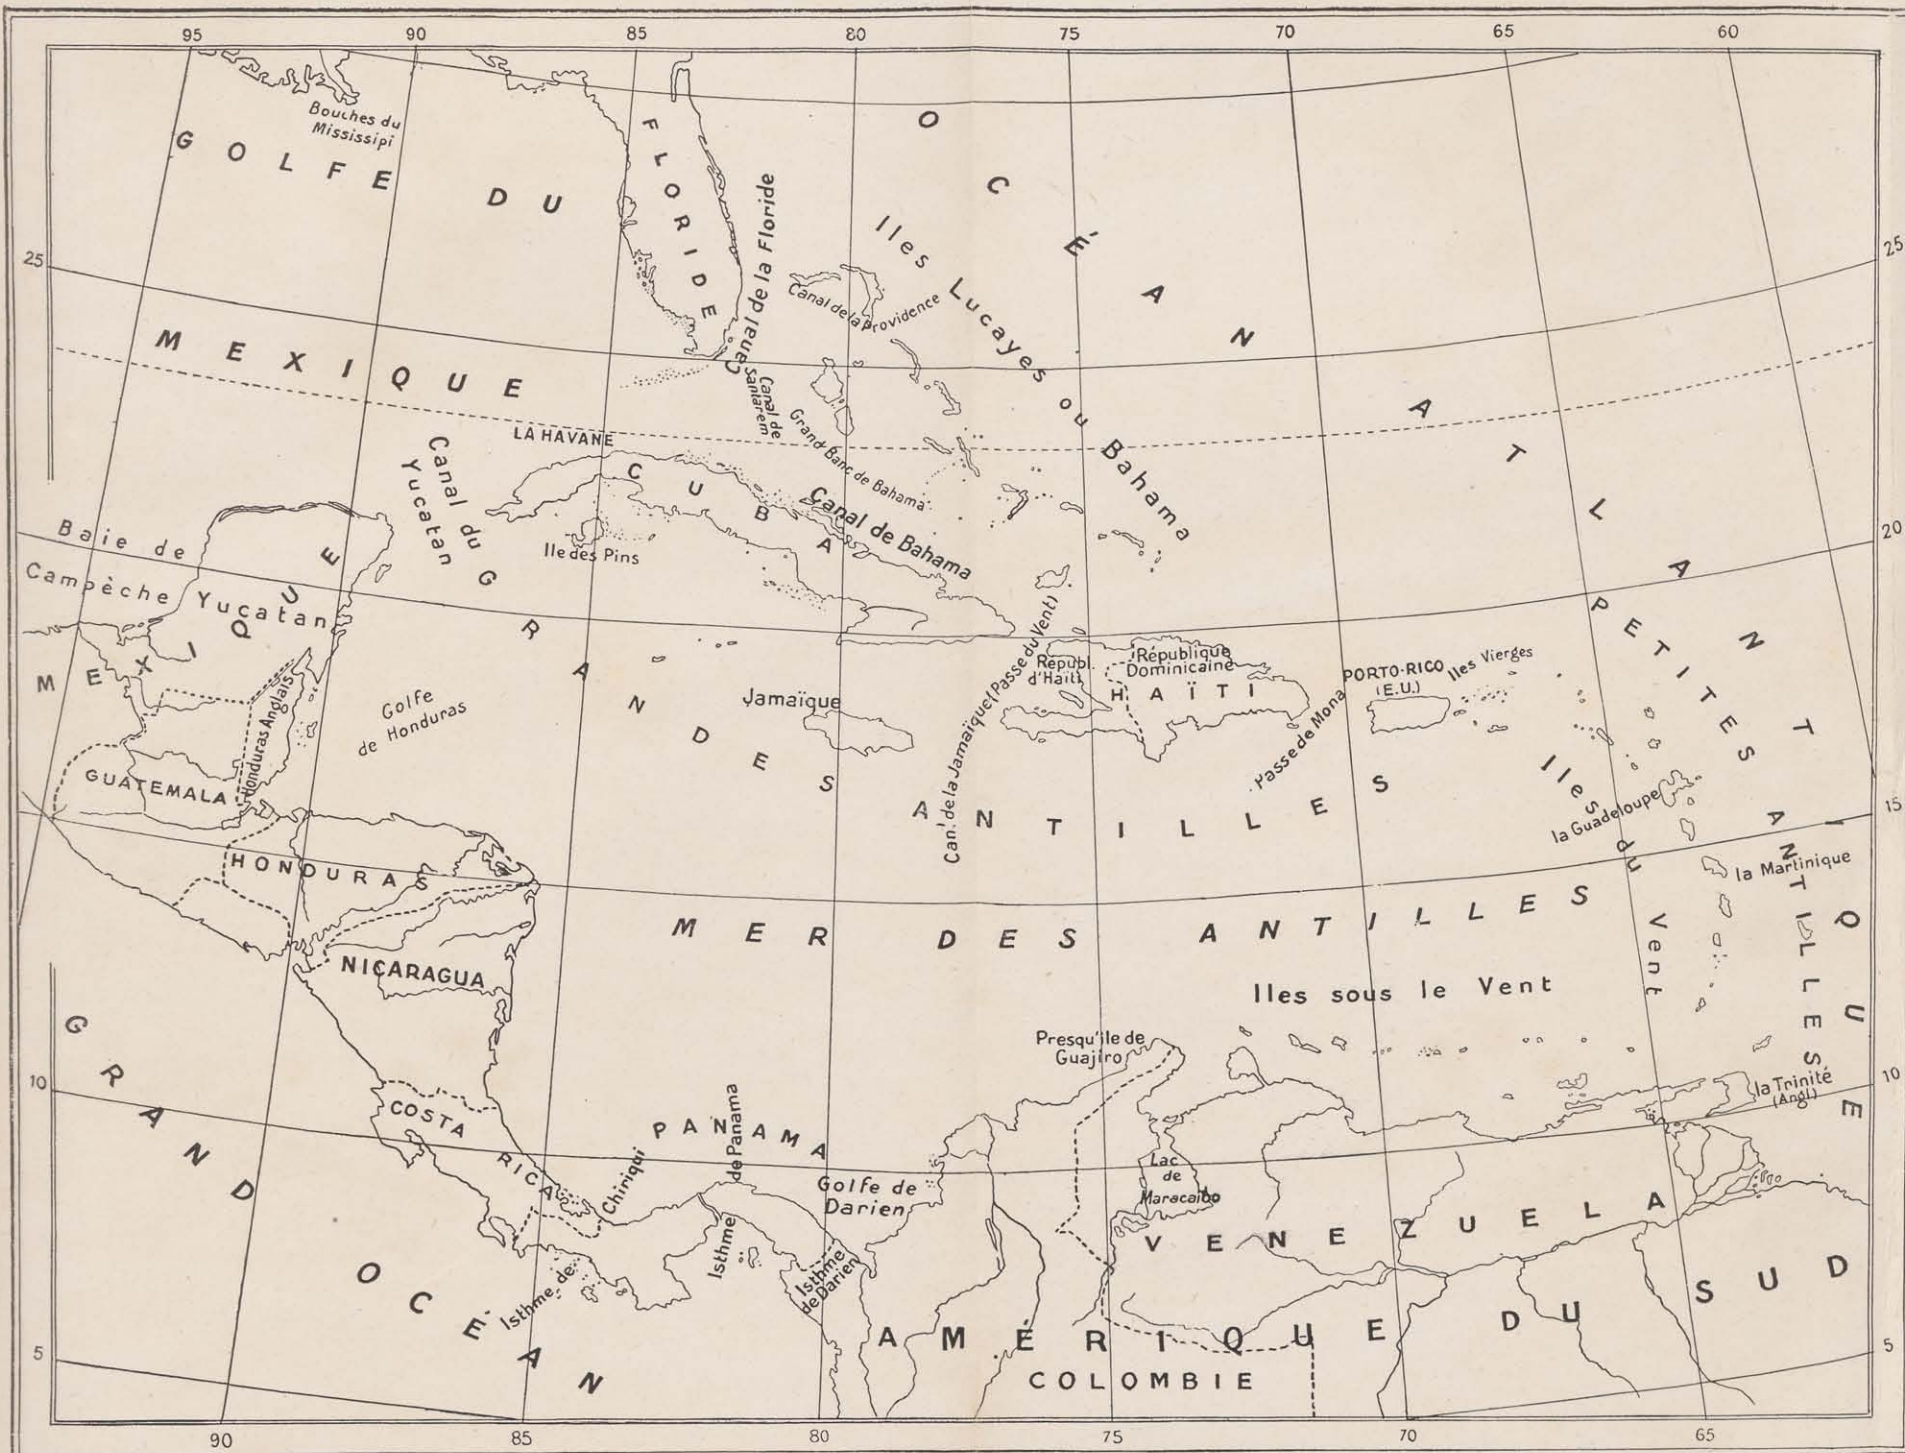 95 90 85 80 75 70 65 60
Bouches du
Mississipi
GOLFE DU
MEXIQUE
FLORIDE
OCÉAN
ATLANTIQUE
Canal de la Floride
Iles Lucayes ou Bahama
Canal de la Providence
25
25
Canal de
Santarem
Grand Banc de Bahama
LA HAVANE
CUBA
Canal de Bahama
Canal du
Yucatan
Ile des Pins
20
Baie de
Campèche
Yucatan
MEXIQUE
GRANDES ANTILLES
PETITES ANTILLES
Can. de la Jamaïque (Passe du Vent)
Républ.
d'Haïti
République
Dominicaine
HAÏTI
PORTO-RICO
(E.U.)
Iles Vierges
Passe de Mona
Jamaïque
Golfe
de Honduras
Honduras Anglais
GUATEMALA
Iles du Vent
la Guadeloupe
15
HONDURAS
la Martinique
MER DES ANTILLES
NICARAGUA
Iles sous le Vent
GRAND OCÉAN
Presqu'île de
Guajiro
10
10
la Trinité
(Angl.)
COSTA RICA
PANAMA
Isthme de Panama
Isthme de Chiriqui
Golfe de
Darien
Isthme
de Darien
Lac
de
Maracaibo
VENEZUELA
AMÉRIQUE DU SUD
COLOMBIE
5
5
90 85 80 75 70 65